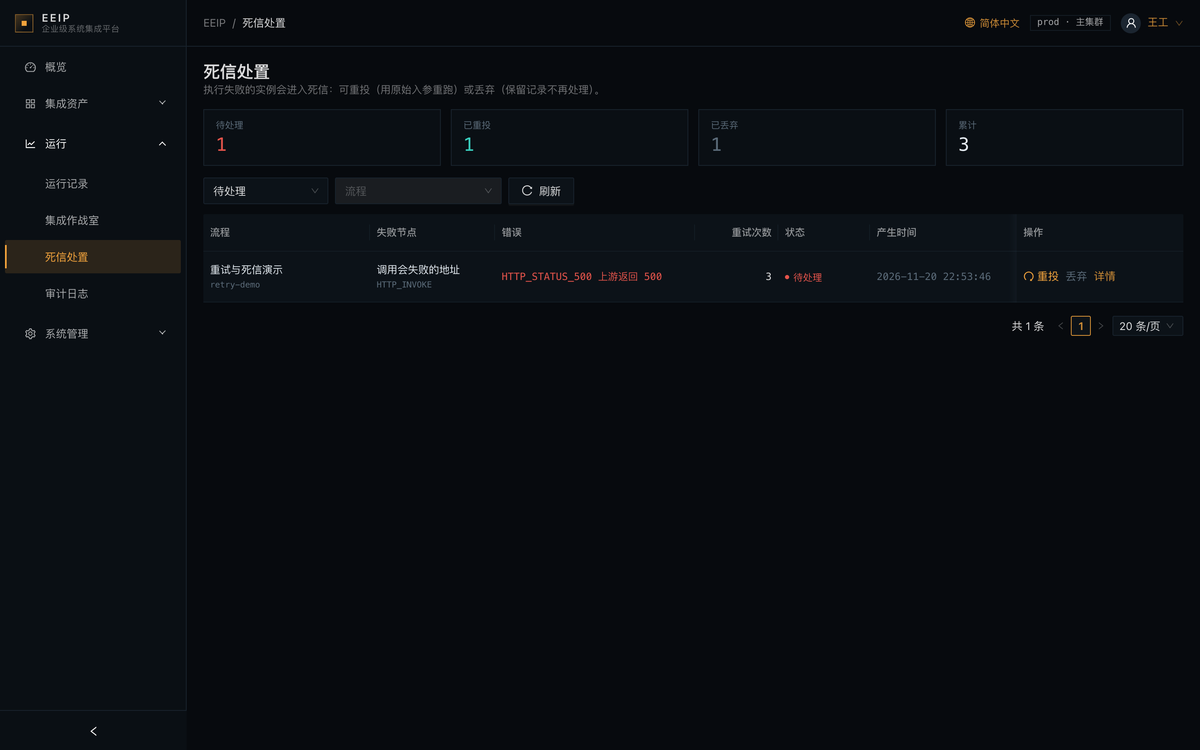 EEIP
企业级系统集成平台
EEIP / 死信处置
简体中文
prod · 主集群
王工
概览
集成资产
运行
运行记录
集成作战室
死信处置
审计日志
系统管理
死信处置
执行失败的实例会进入死信：可重投（用原始入参重跑）或丢弃（保留记录不再处理）。
待处理
1
已重投
1
已丢弃
1
累计
3
待处理
流程
刷新
流程 失败节点 错误 重试次数 状态 产生时间 操作
重试与死信演示
retry-demo
调用会失败的地址
HTTP_INVOKE
HTTP_STATUS_500 上游返回 500
3
待处理
2026-11-20 22:53:46
重投 丢弃 详情
共 1 条
1
20 条/页